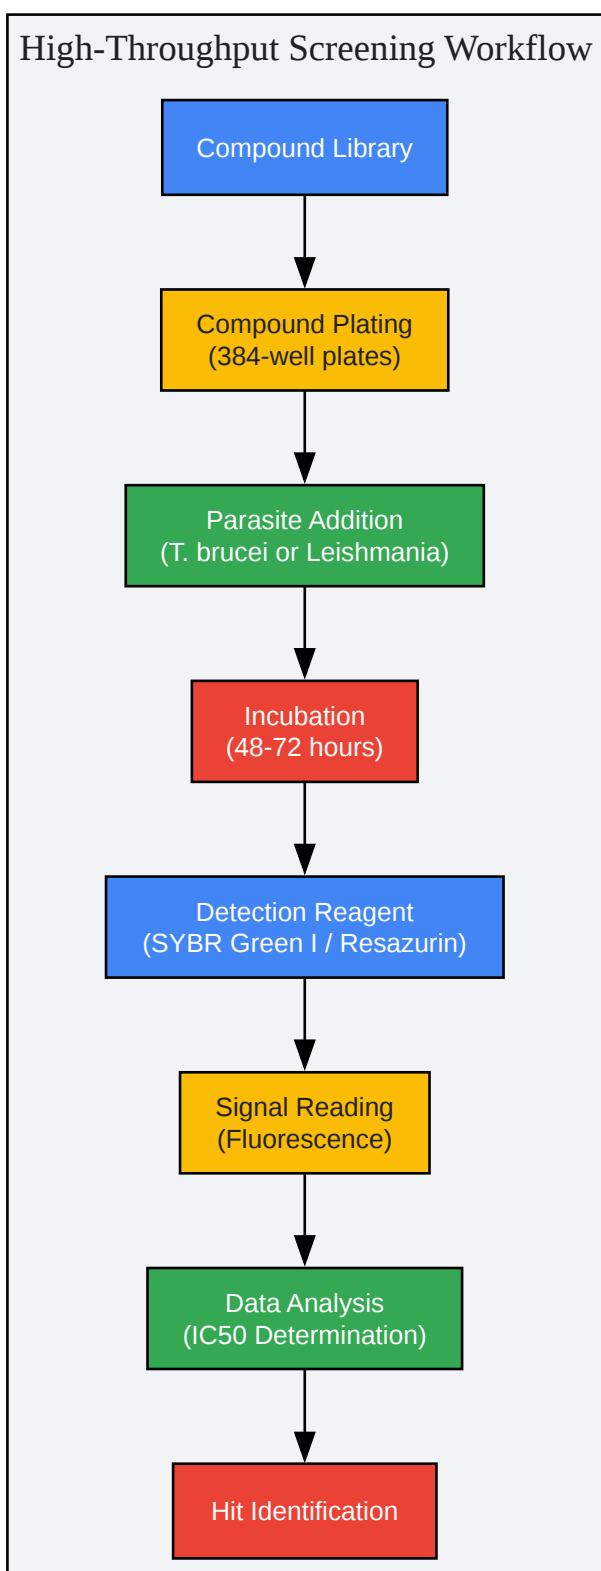 High-Throughput Screening Workflow
Compound Library
Compound Plating
(384-well plates)
Parasite Addition
(T. brucei or Leishmania)
Incubation
(48-72 hours)
Detection Reagent
(SYBR Green I / Resazurin)
Signal Reading
(Fluorescence)
Data Analysis
(IC50 Determination)
Hit Identification